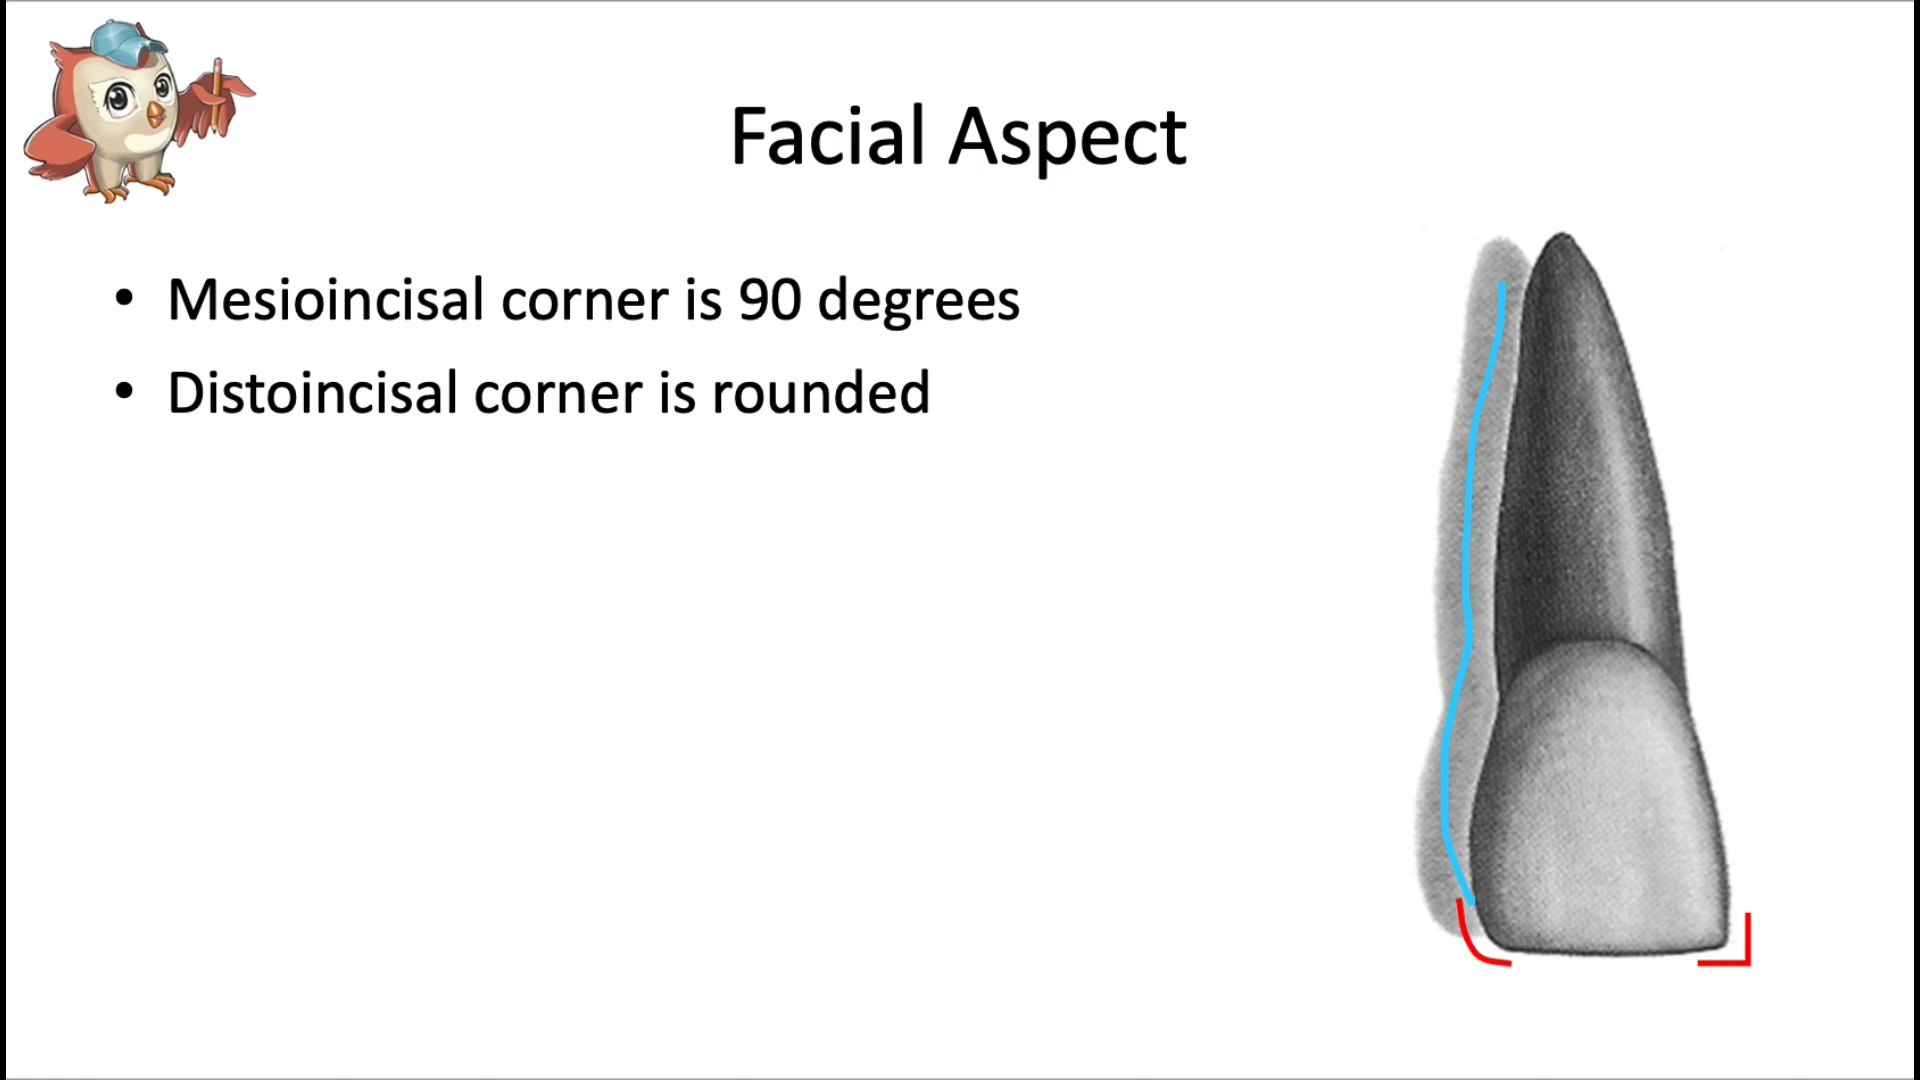 Facial Aspect
• Mesioincisal corner is 90 degrees
• Distoincisal corner is rounded